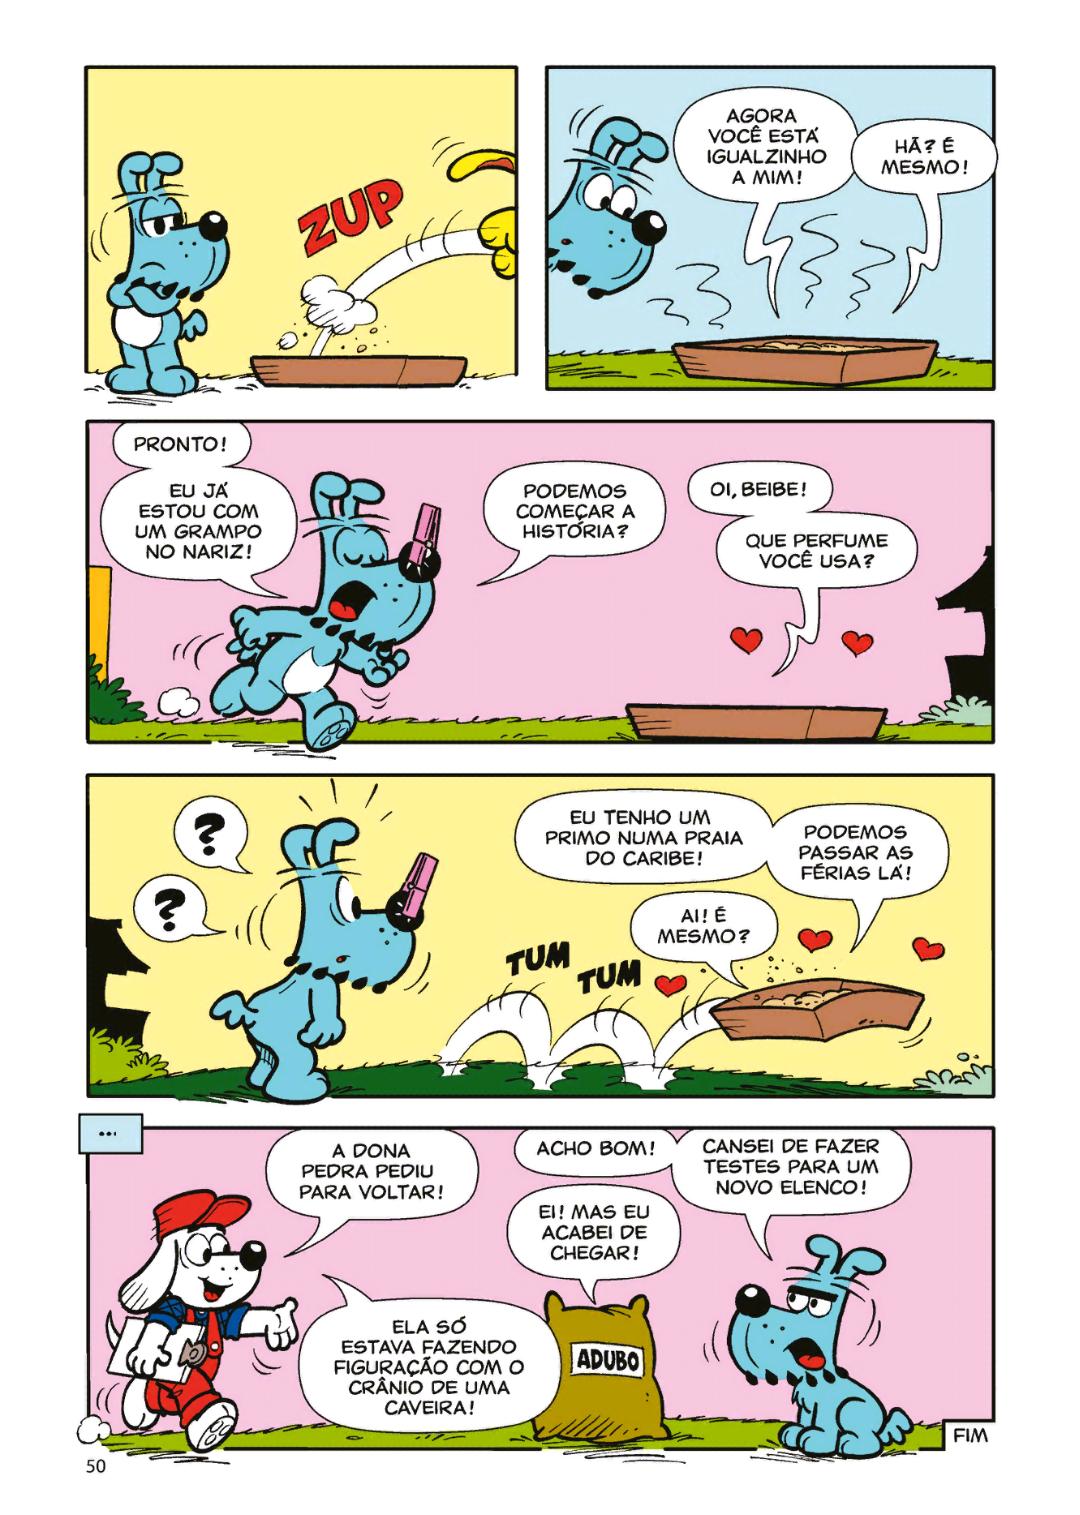 ZUP
AGORA
VOCÊ ESTÁ
IGUALZINHO
A MIM!
HÃ? É
MESMO!
PRONTO!
EU JÁ
ESTOU COM
UM GRAMPO
NO NARIZ!
PODEMOS
COMEÇAR A
HISTÓRIA?
OI, BEIBE!
QUE PERFUME
VOCÊ USA?
?
?
EU TENHO UM
PRIMO NUMA PRAIA
DO CARIBE!
PODEMOS
PASSAR AS
FÉRIAS LÁ!
AI! É
MESMO?
TUM
TUM
...
A DONA
PEDRA PEDIU
PARA VOLTAR!
ELA SÓ
ESTAVA FAZENDO
FIGURAÇÃO COM O
CRÂNIO DE UMA
CAVEIRA!
ACHO BOM!
CANSEI DE FAZER
TESTES PARA UM
NOVO ELENCO!
EI! MAS EU
ACABEI DE
CHEGAR!
ADUBO
FIM
50